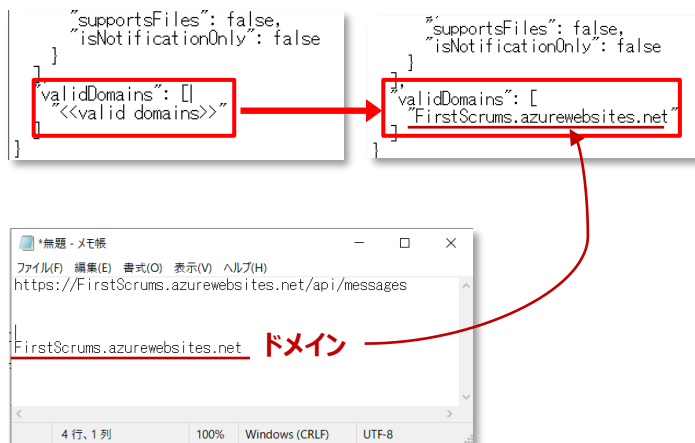 "supportsFiles": false,
"isNotificationOnly": false
}
],
"validDomains": [
"<<valid domains>>"
]
}
"supportsFiles": false,
"isNotificationOnly": false
}
],
"validDomains": [
"FirstScrums.azurewebsites.net"
]
}
*無題 - メモ帳
ファイル(F) 編集(E) 書式(O) 表示(V) ヘルプ(H)
https://FirstScrums.azurewebsites.net/api/messages
FirstScrums.azurewebsites.net ドメイン
4 行、1 列 100% Windows (CRLF) UTF-8